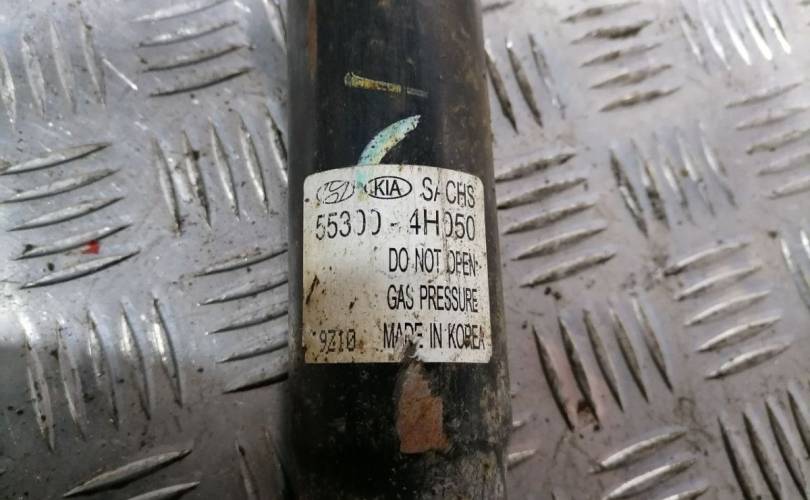 KIA SACHS
55300-4H050
DO NOT OPEN
GAS PRESSURE
9Z10 MADE IN KOREA